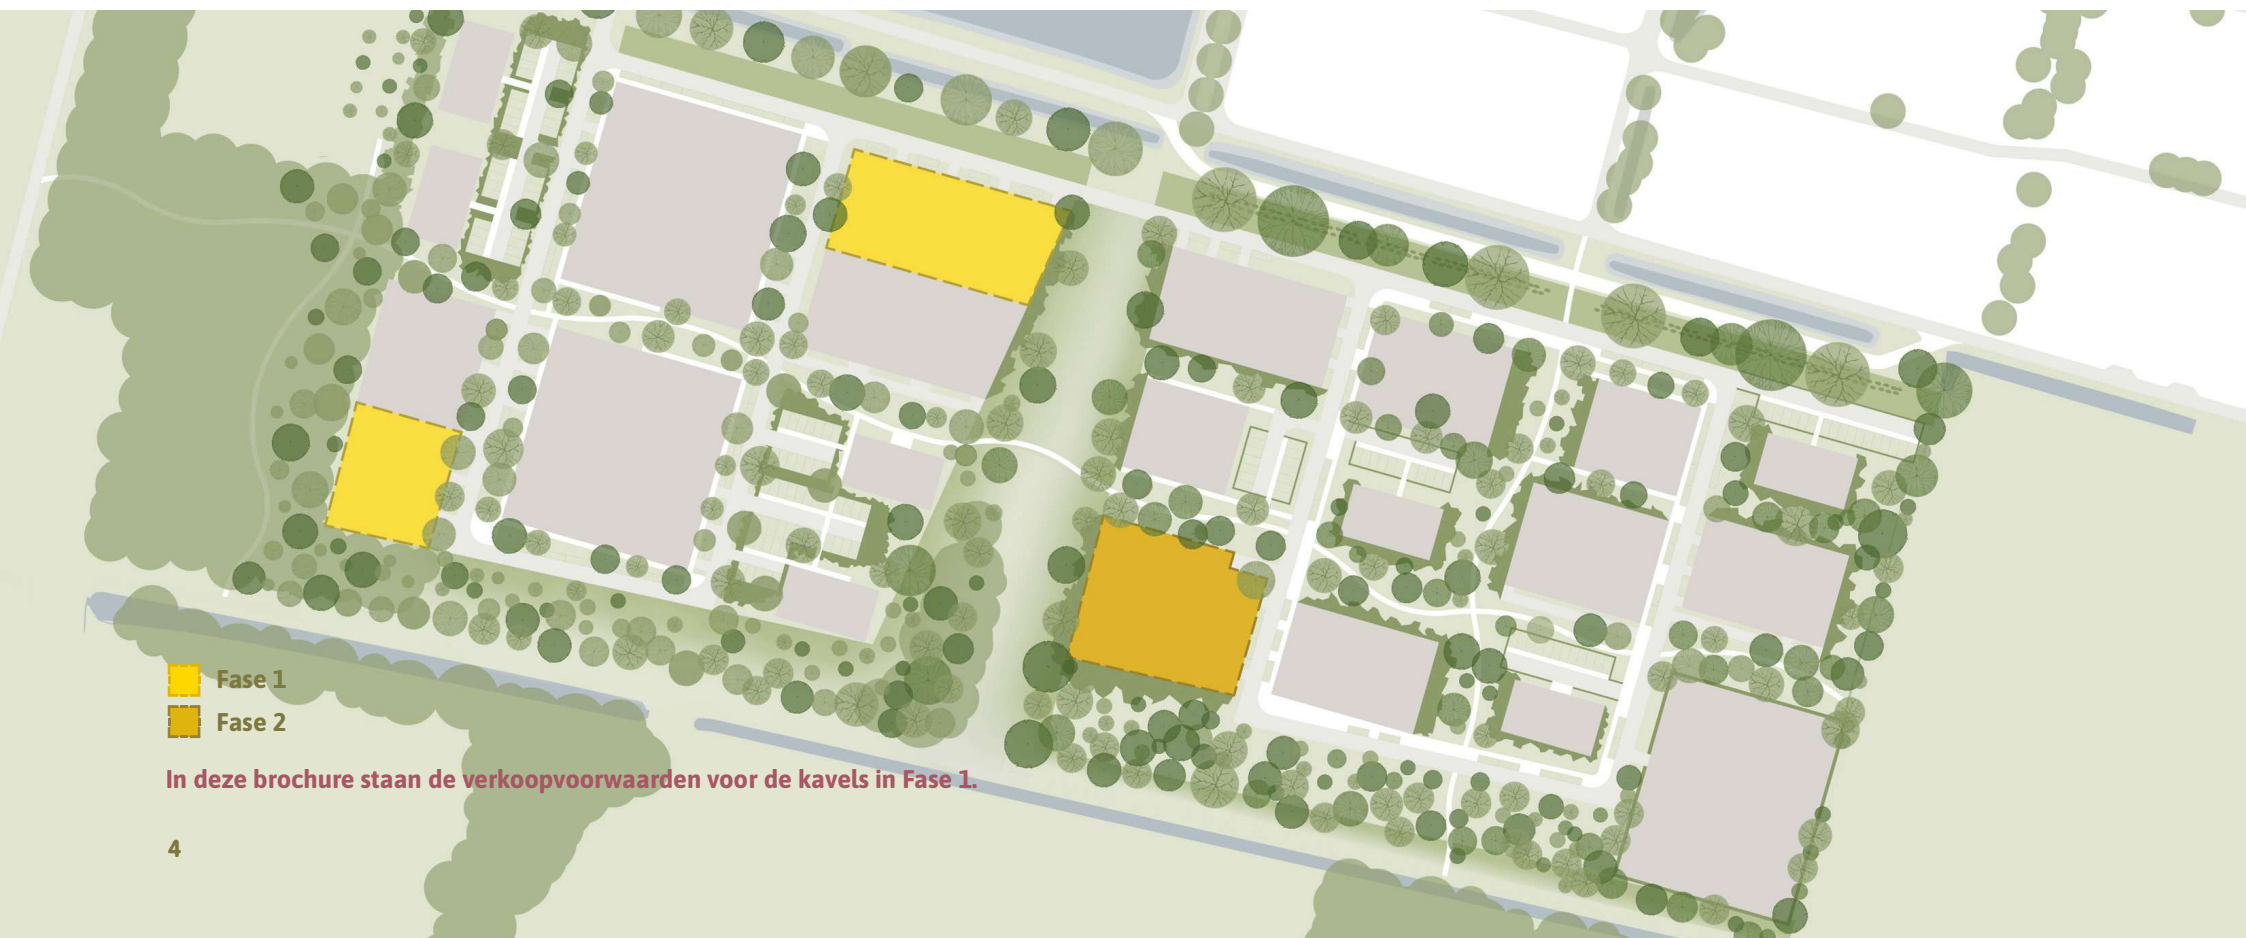 Fase 1
Fase 2
In deze brochure staan de verkoopvoorwaarden voor de kavels in Fase 1.
4